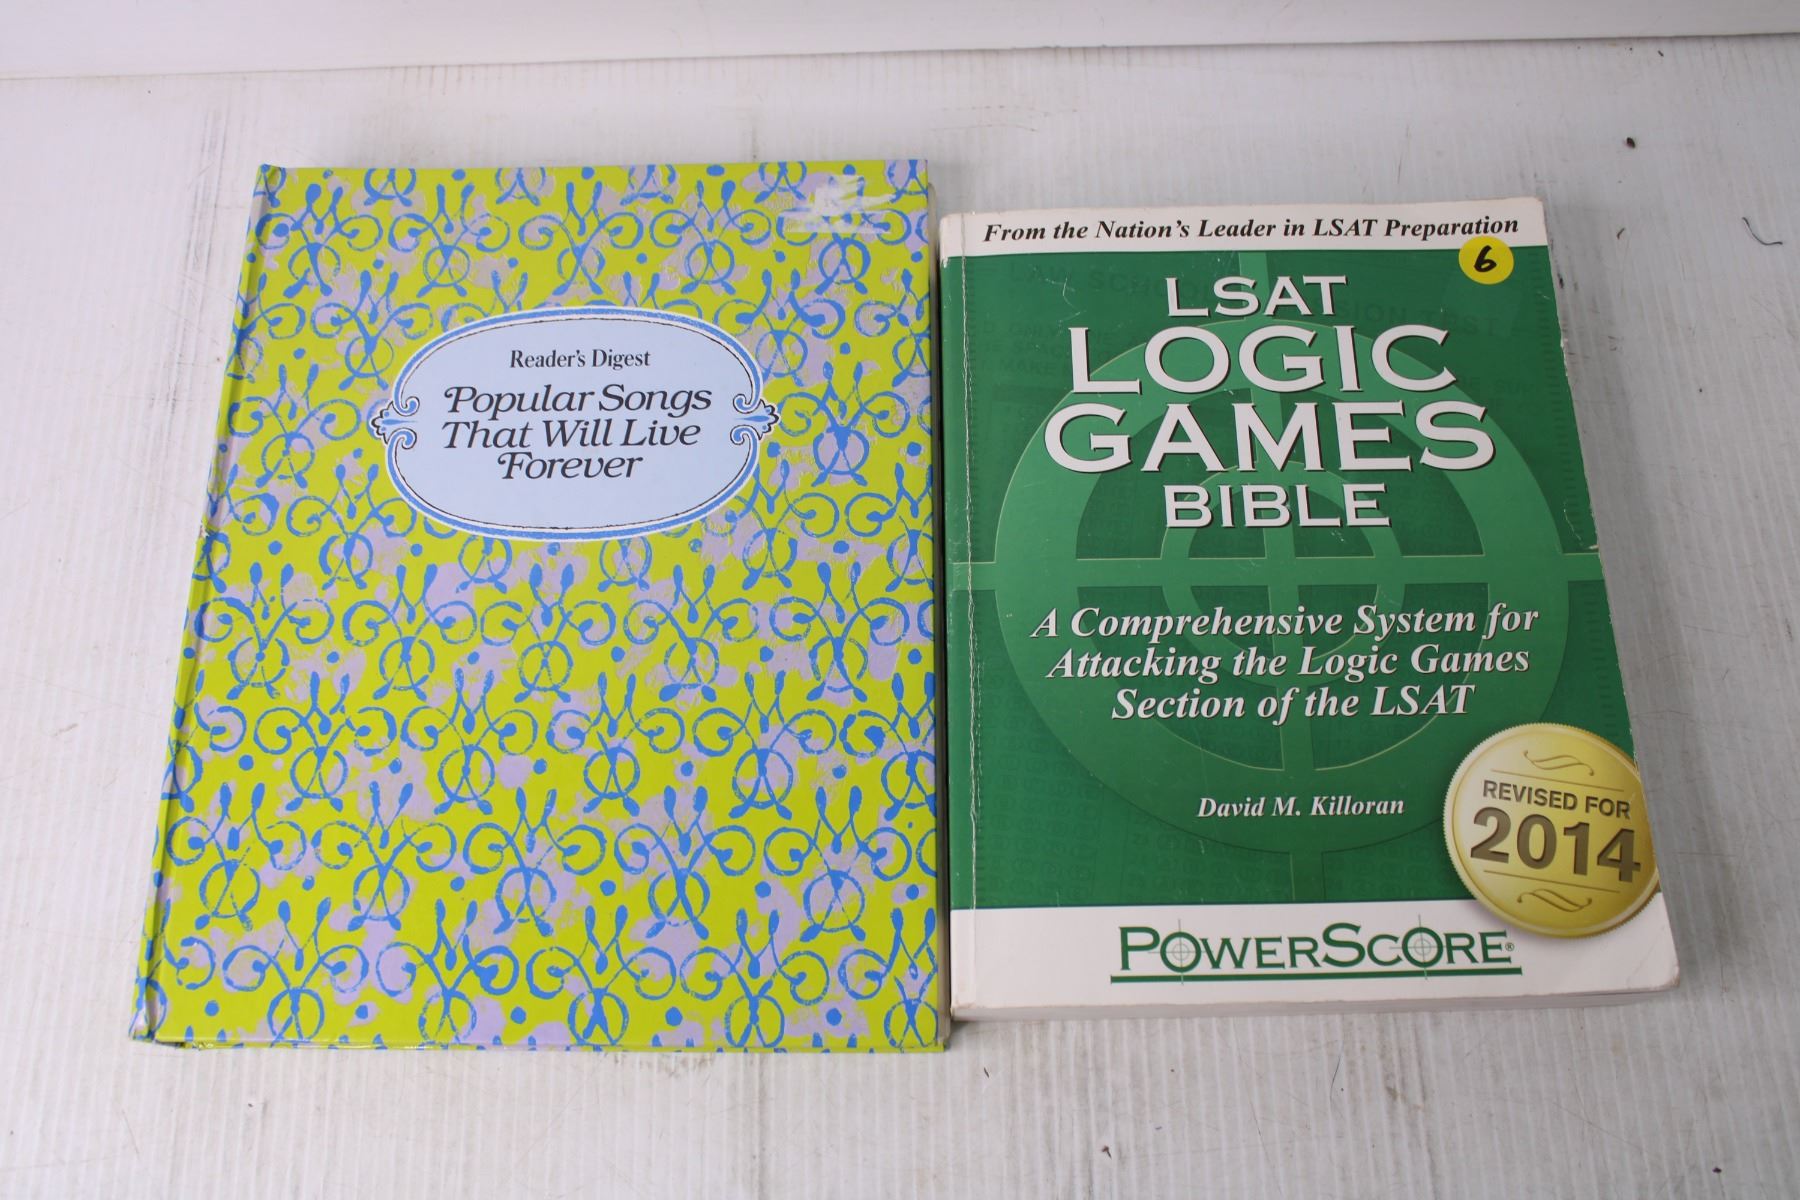 Reader's Digest
Popular Songs
That Will Live
Forever
From the Nation's Leader in LSAT Preparation
6
LSAT
LOGIC
GAMES
BIBLE
A Comprehensive System for
Attacking the Logic Games
Section of the LSAT
David M. Killoran
REVISED FOR
2014
POWERSCORE®